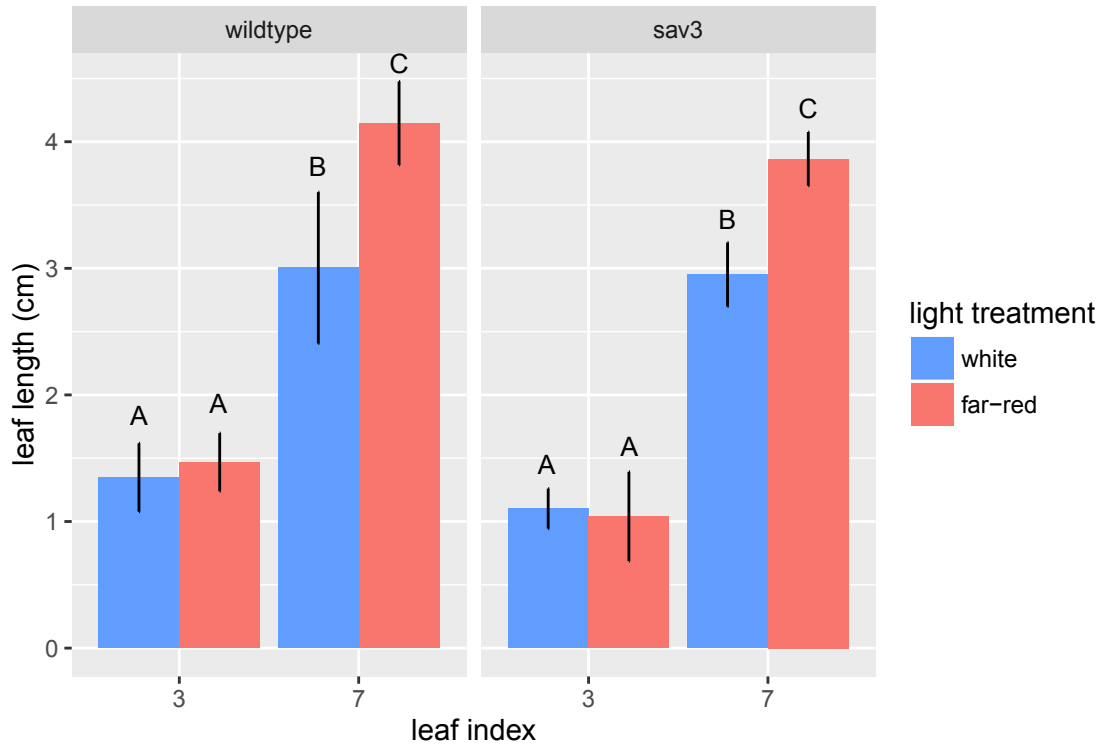 wildtype
sav3
C
C
B
B
A
A
A
A
4
3
2
1
0
leaf length (cm)
3
7
3
7
leaf index
light treatment
white
far−red